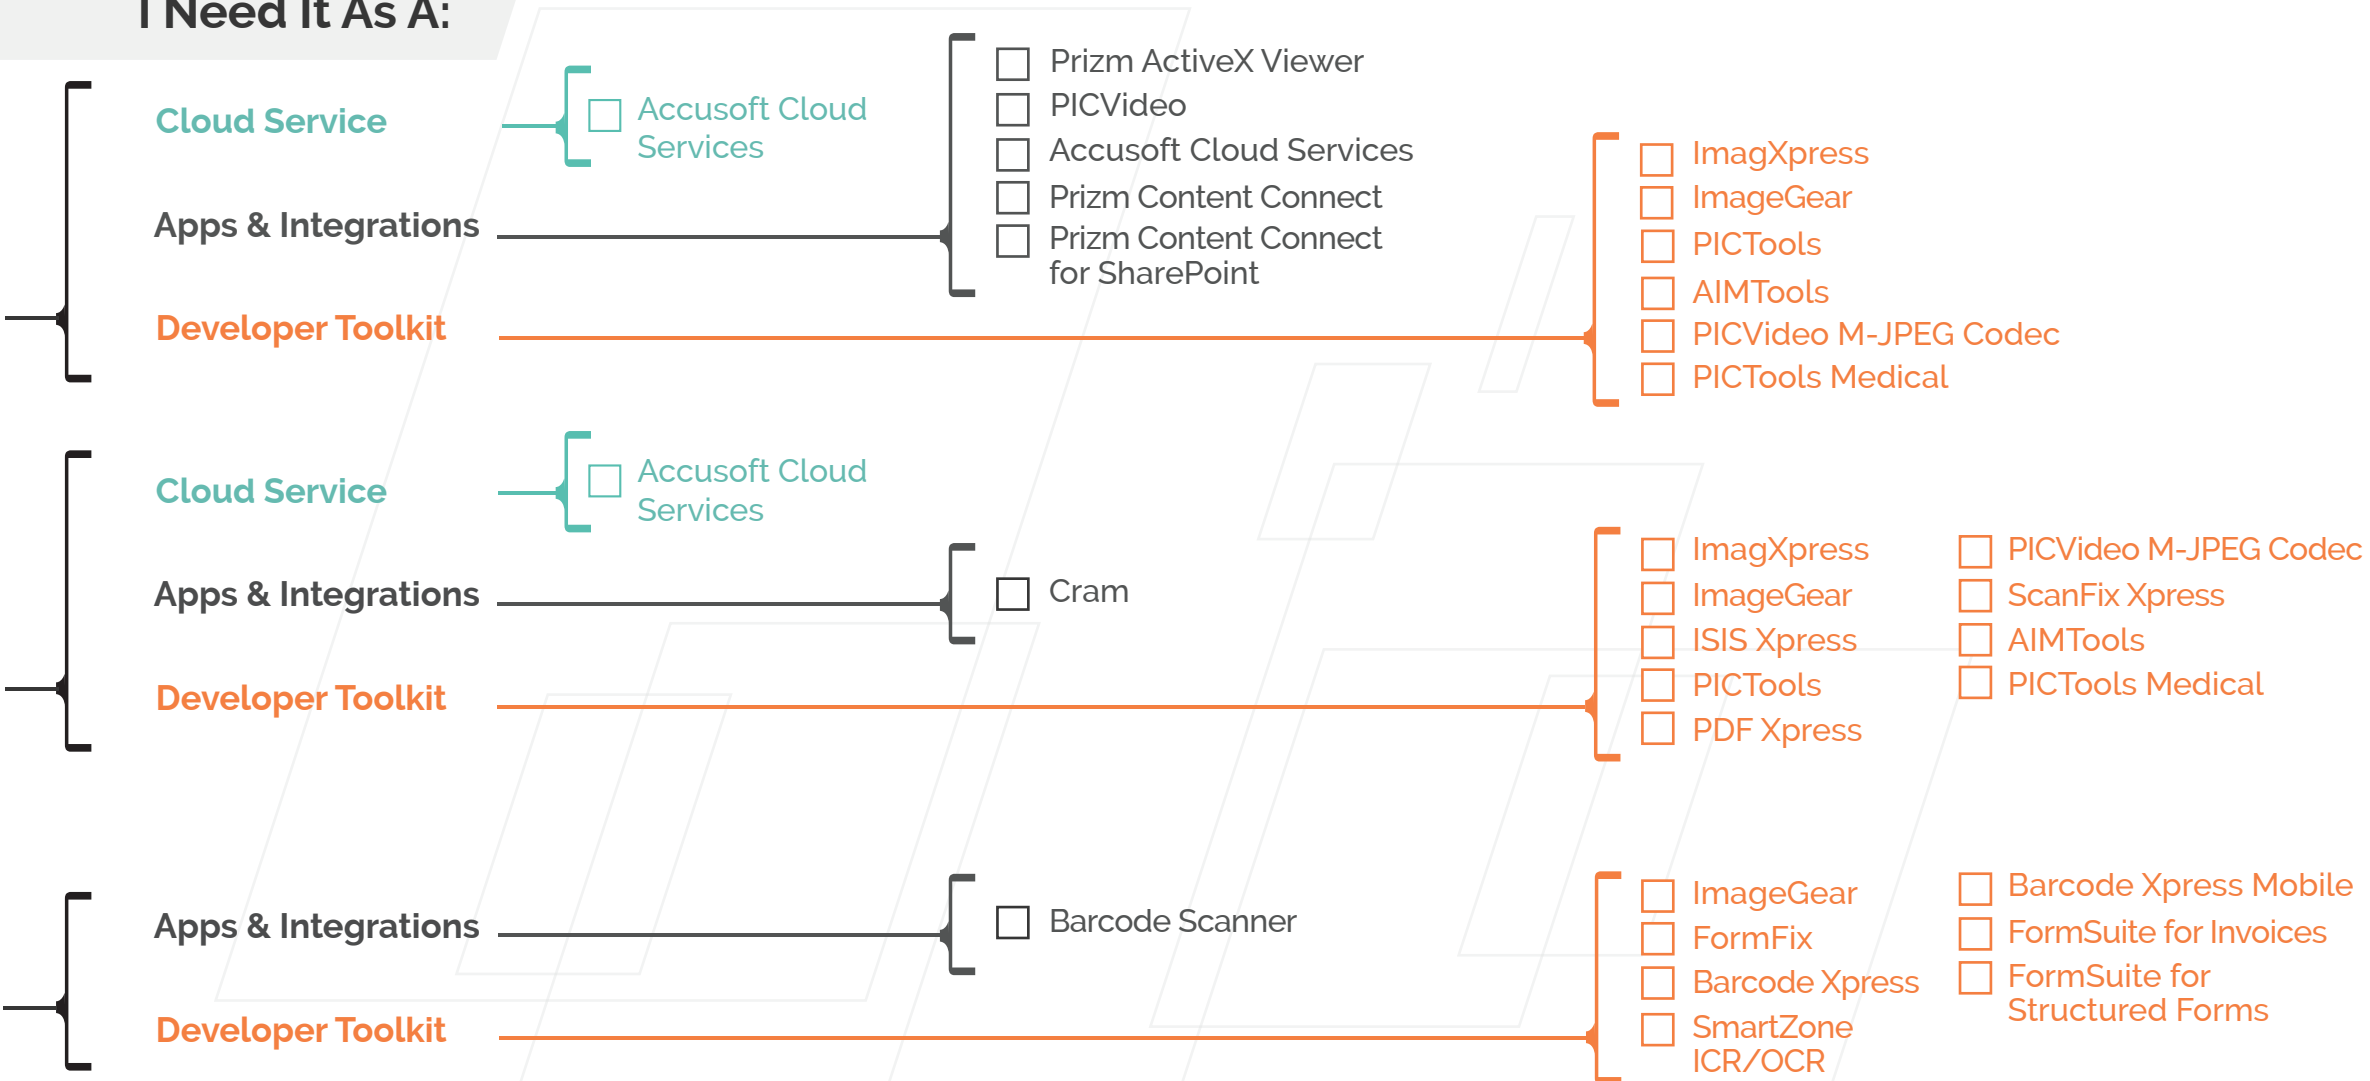 I Need It As A:
Cloud Service
Accusoft Cloud
Services
Apps & Integrations
Prizm ActiveX Viewer
PICVideo
Accusoft Cloud Services
Prizm Content Connect
Prizm Content Connect
for SharePoint
Developer Toolkit
ImagXpress
ImageGear
PICTools
AIMTools
PICVideo M-JPEG Codec
PICTools Medical
Cloud Service
Accusoft Cloud
Services
Apps & Integrations
Cram
Developer Toolkit
ImagXpress
ImageGear
ISIS Xpress
PICTools
PDF Xpress
PICVideo M-JPEG Codec
ScanFix Xpress
AIMTools
PICTools Medical
Apps & Integrations
Barcode Scanner
Developer Toolkit
ImageGear
FormFix
Barcode Xpress
SmartZone
ICR/OCR
Barcode Xpress Mobile
FormSuite for Invoices
FormSuite for
Structured Forms